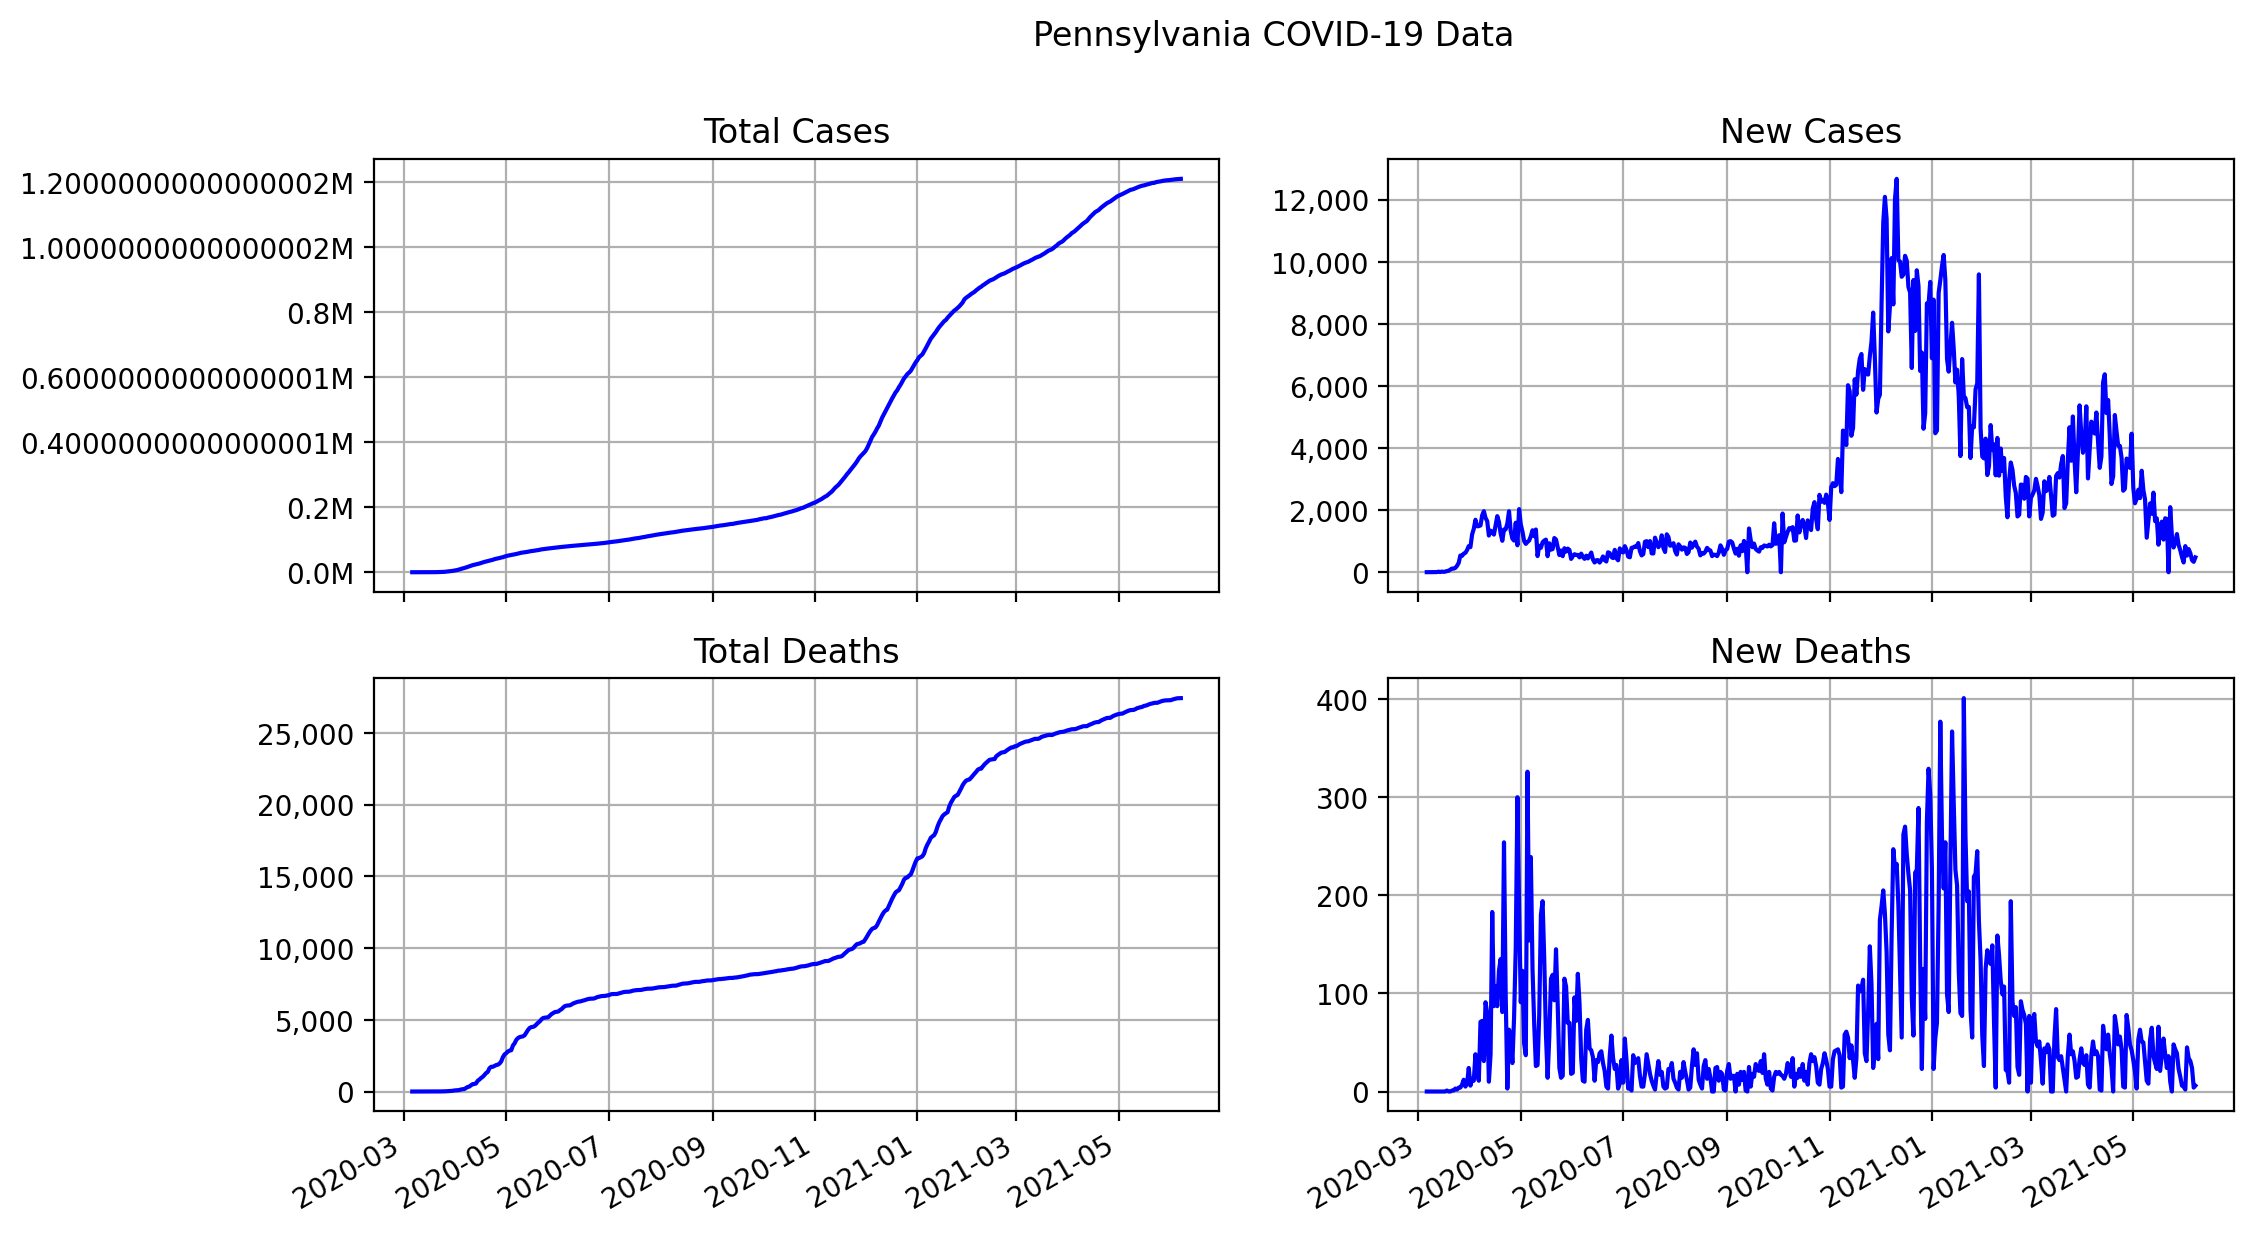 Pennsylvania COVID-19 Data
Total Cases
1.2000000000000002M
1.0000000000000002M
0.8M
0.6000000000000001M
0.4000000000000001M
0.2M
0.0M
New Cases
12,000
10,000
8,000
6,000
4,000
2,000
0
Total Deaths
25,000
20,000
15,000
10,000
5,000
0
2020-03
2020-05
2020-07
2020-09
2020-11
2021-01
2021-03
2021-05
New Deaths
400
300
200
100
0
2020-03
2020-05
2020-07
2020-09
2020-11
2021-01
2021-03
2021-05